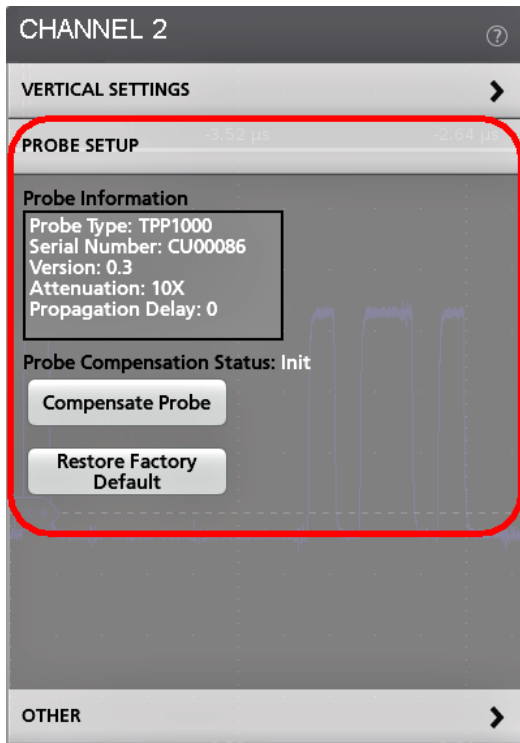 CHANNEL 2
?
VERTICAL SETTINGS
PROBE SETUP
-3.52 µs
-2.64 µs
Probe Information
Probe Type: TPP1000
Serial Number: CU00086
Version: 0.3
Attenuation: 10X
Propagation Delay: 0
Probe Compensation Status: Init
Compensate Probe
Restore Factory
Default
OTHER